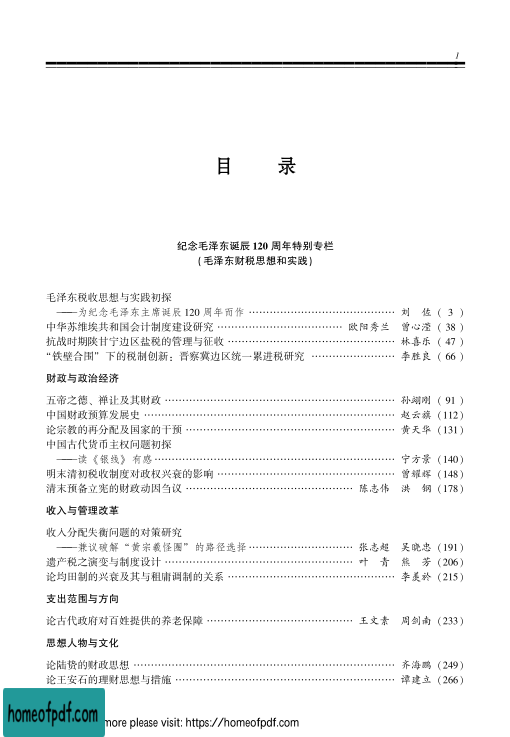 1
目 录
纪念毛泽东诞辰 120 周年特别专栏
(毛泽东财税思想和实践)
毛泽东税收思想与实践初探
——为纪念毛泽东主席诞辰 120 周年而作 …………………………… 刘 佐 ( 3 )
中华苏维埃共和国会计制度建设研究 …………………… 欧阳秀兰 曾心滢 ( 38 )
抗战时期陕甘宁边区盐税的管理与征收 …………………………… 林喜乐 ( 47 )
“铁壁合围”下的税制创新：晋察冀边区统一累进税研究 …………… 李胜良 ( 66 )
财政与政治经济
五帝之德、禅让及其财政 …………………………………… 孙翊刚 ( 91 )
中国财政预算发展史 ………………………………………… 赵云旗 (112)
论宗教的再分配及国家的干预 ……………………………… 黄天华 (131)
中国古代货币主权问题初探
——读《银线》有感 ………………………………………… 宁方景 (140)
明末清初税收制度对政权兴衰的影响 ……………………… 曾耀辉 (148)
清末预备立宪的财政动因刍议 ……………………… 陈志伟 洪 钢 (178)
收入与管理改革
收入分配失衡问题的对策研究
——兼议破解“黄宗羲怪圈”的路径选择 …………… 张志超 吴晓忠 (191)
遗产税之演变与制度设计 …………………………… 叶 青 熊 芳 (206)
论均田制的兴衰及其与租庸调制的关系 …………………… (215)
支出范围与方向
论古代政府对百姓提供的养老保障 ………………… 王文素 周剑南 (233)
思想人物与文化
论陆贽的财政思想 …………………………………………… 齐海鹏 (249)
论王安石的理财思想与措施 ………………………………… 谭建立 (266)
homeofpdf.com
more please visit: https://homeofpdf.com